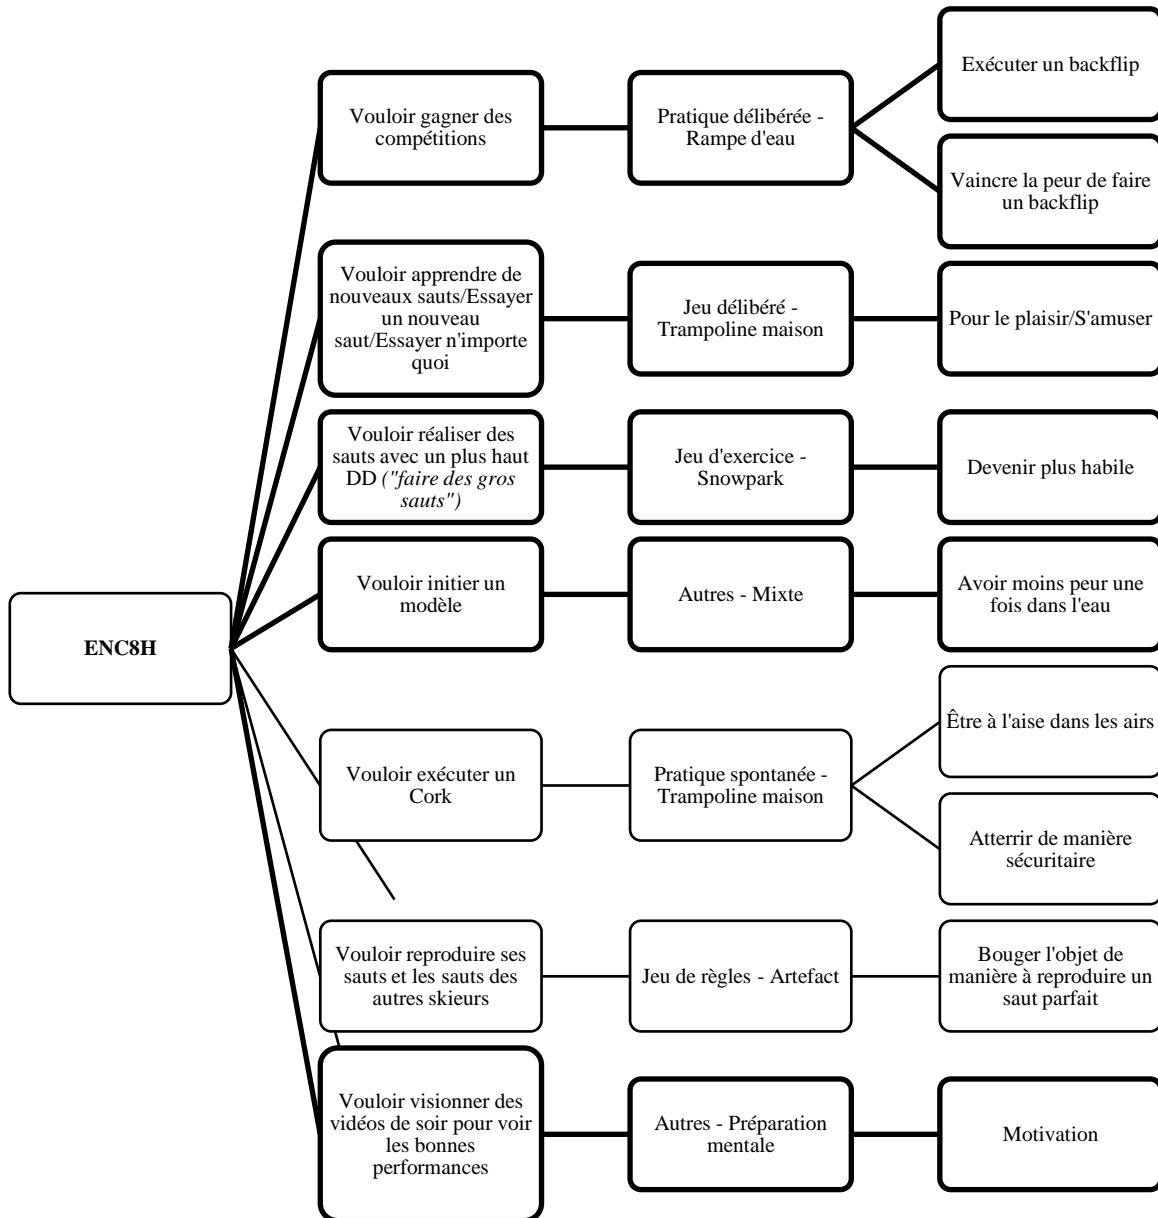 Exécuter un backflip
Vouloir gagner des
compétitions
Pratique délibérée -
Rampe d'eau
Vaincre la peur de faire
un backflip
Vouloir apprendre de
nouveaux sauts/Essayer
un nouveau
saut/Essayer n'importe
quoi
Jeu délibéré -
Trampoline maison
Pour le plaisir/S'amuser
Vouloir réaliser des
sauts avec un plus haut
DD ("faire des gros
sauts")
Jeu d'exercice -
Snowpark
Devenir plus habile
Vouloir initier un
modèle
Autres - Mixte
Avoir moins peur une
fois dans l'eau
ENC8H
Être à l'aise dans les airs
Vouloir exécuter un
Cork
Pratique spontanée -
Trampoline maison
Atterrir de manière
sécuritaire
Vouloir reproduire ses
sauts et les sauts des
autres skieurs
Jeu de règles - Artefact
Bouger l'objet de
manière à reproduire un
saut parfait
Vouloir visionner des
vidéos de soir pour voir
les bonnes
performances
Autres - Préparation
mentale
Motivation